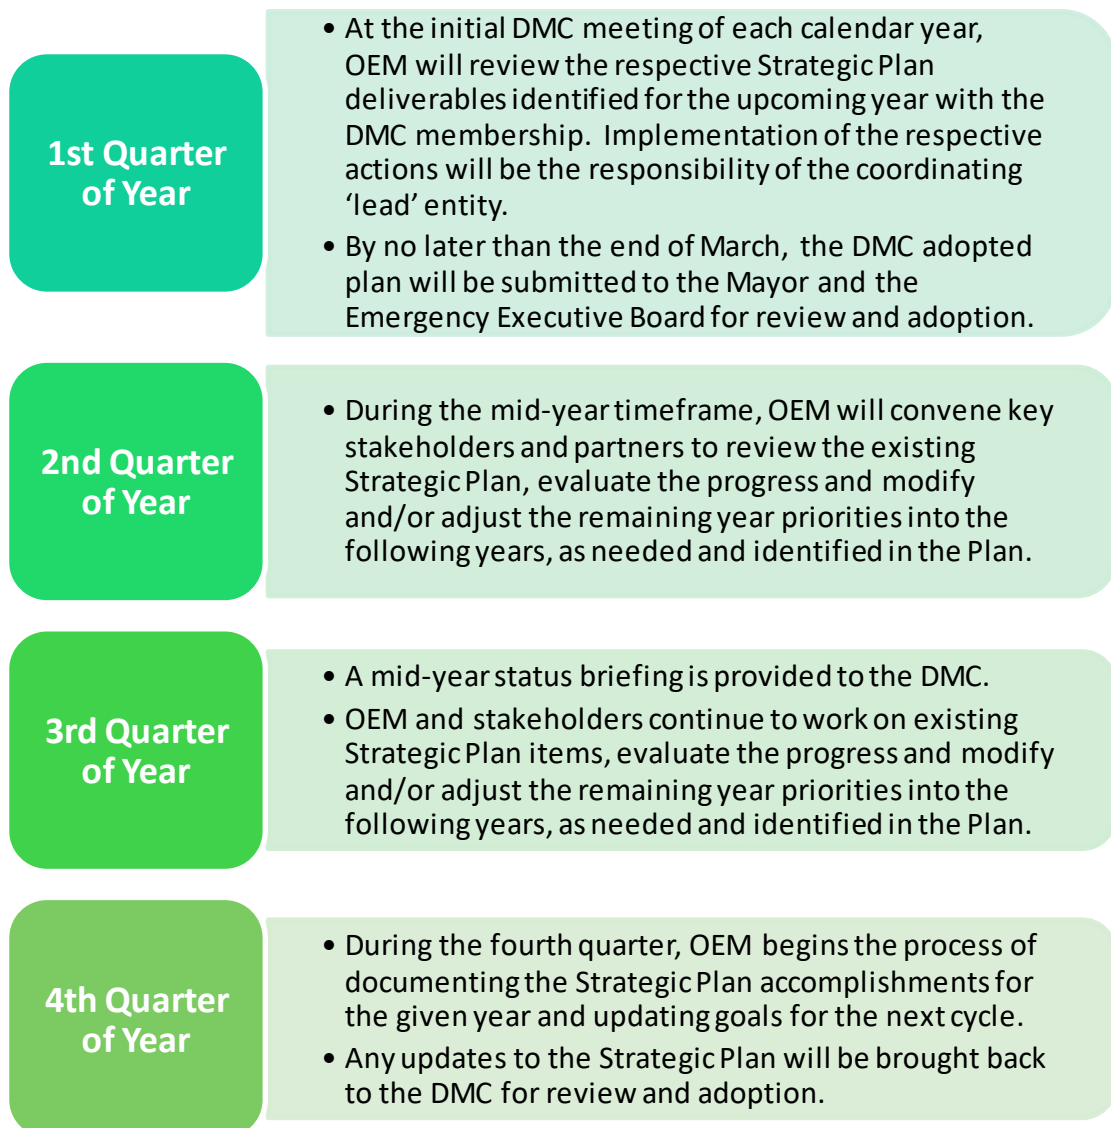 1st Quarter
of Year
• At the initial DMC meeting of each calendar year,
OEM will review the respective Strategic Plan
deliverables identified for the upcoming year with the
DMC membership.  Implementation of the respective
actions will be the responsibility of the coordinating
‘lead’ entity.
• By no later than the end of March,  the DMC adopted
plan will be submitted to the Mayor and the
Emergency Executive Board for review and adoption.
2nd Quarter
of Year
• During the mid-year timeframe, OEM will convene key
stakeholders and partners to review the existing
Strategic Plan, evaluate the progress and modify
and/or adjust the remaining year priorities into the
following years, as needed and identified in the Plan.
3rd Quarter
of Year
• A mid-year status briefing is provided to the DMC.
• OEM and stakeholders continue to work on existing
Strategic Plan items, evaluate the progress and modify
and/or adjust the remaining year priorities into the
following years, as needed and identified in the Plan.
4th Quarter
of Year
• During the fourth quarter, OEM  begins the process of
documenting the Strategic Plan accomplishments for
the given year and updating goals for the next cycle.
• Any updates to the Strategic Plan will be brought back
to the DMC for review and adoption.